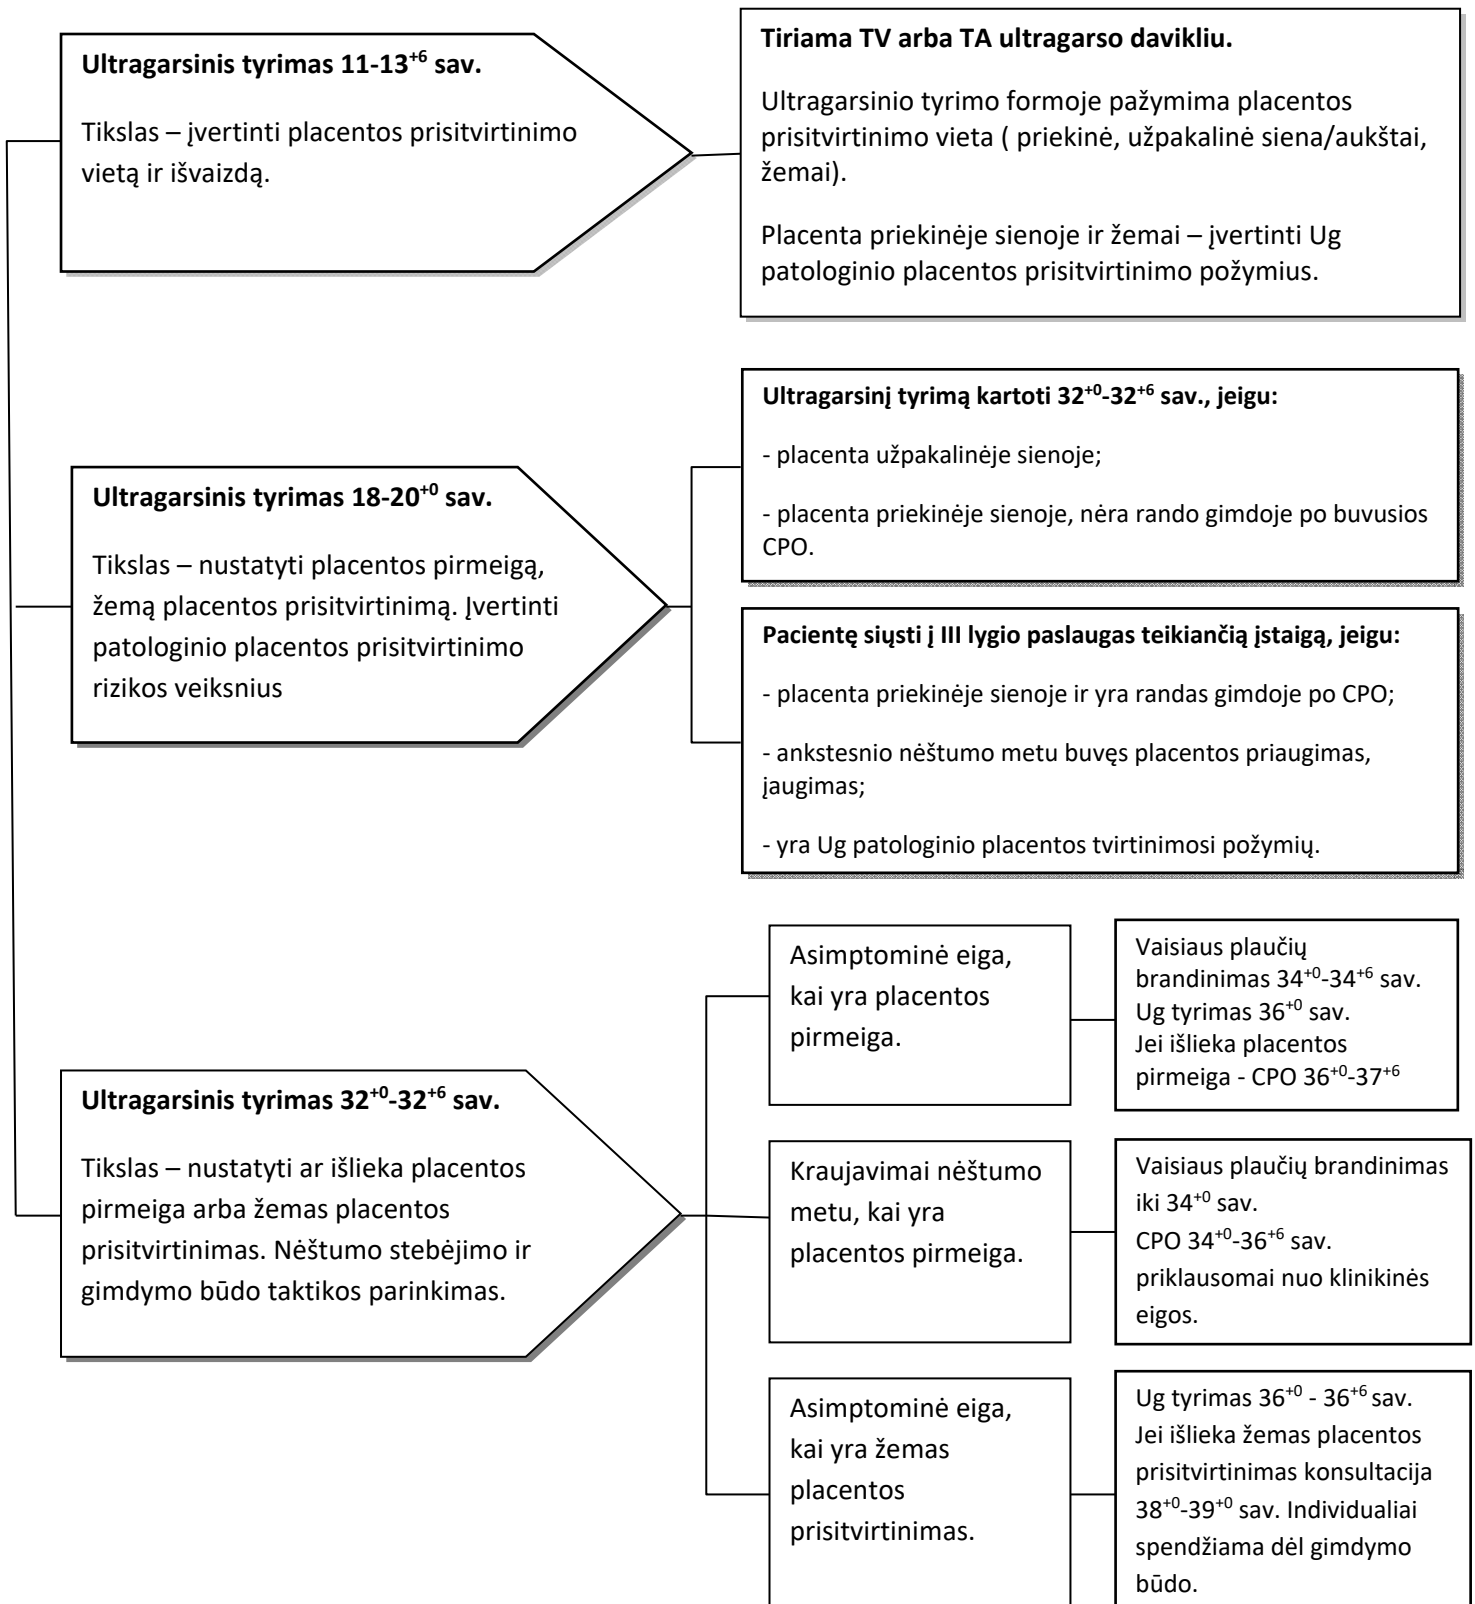 Ultragarsinis tyrimas 11-13⁺⁶ sav.
Tikslas – įvertinti placentos prisitvirtinimo
vietą ir išvaizdą.
Tiriama TV arba TA ultragarso davikliu.
Ultragarsinio tyrimo formoje pažymima placentos
prisitvirtinimo vieta ( priekinė, užpakalinė siena/aukštai,
žemai).
Placenta priekinėje sienoje ir žemai – įvertinti Ug
patologinio placentos prisitvirtinimo požymius.
Ultragarsinis tyrimas 18-20⁺⁰ sav.
Tikslas – nustatyti placentos pirmeigą,
žemą placentos prisitvirtinimą. Įvertinti
patologinio placentos prisitvirtinimo
rizikos veiksnius
Ultragarsinį tyrimą kartoti 32⁺⁰-32⁺⁶ sav., jeigu:
- placenta užpakalinėje sienoje;
- placenta priekinėje sienoje, nėra rando gimdoje po buvusios
CPO.
Pacientę siųsti į III lygio paslaugas teikiančią įstaigą, jeigu:
- placenta priekinėje sienoje ir yra randas gimdoje po CPO;
- ankstesnio nėštumo metu buvęs placentos priaugimas,
įaugimas;
- yra Ug patologinio placentos tvirtinimosi požymių.
Ultragarsinis tyrimas 32⁺⁰-32⁺⁶ sav.
Tikslas – nustatyti ar išlieka placentos
pirmeiga arba žemas placentos
prisitvirtinimas. Nėštumo stebėjimo ir
gimdymo būdo taktikos parinkimas.
Asimptominė eiga,
kai yra placentos
pirmeiga.
Vaisiaus plaučių
brandinimas 34⁺⁰-34⁺⁶ sav.
Ug tyrimas 36⁺⁰ sav.
Jei išlieka placentos
pirmeiga - CPO 36⁺⁰-37⁺⁶
Kraujavimai nėštumo
metu, kai yra
placentos pirmeiga.
Vaisiaus plaučių brandinimas
iki 34⁺⁰ sav.
CPO 34⁺⁰-36⁺⁶ sav.
priklausomai nuo klinikinės
eigos.
Asimptominė eiga,
kai yra žemas
placentos
prisitvirtinimas.
Ug tyrimas 36⁺⁰ - 36⁺⁶ sav.
Jei išlieka žemas placentos
prisitvirtinimas konsultacija
38⁺⁰-39⁺⁰ sav. Individualiai
spendžiama dėl gimdymo
būdo.